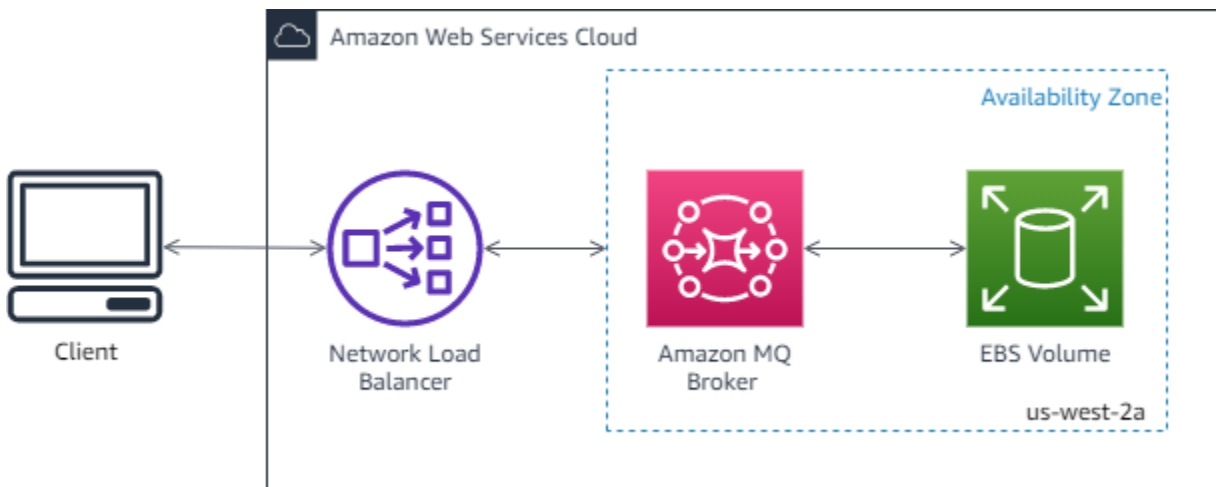 Amazon Web Services Cloud
Availability Zone
Client
Network Load
Balancer
Amazon MQ
Broker
EBS Volume
us-west-2a